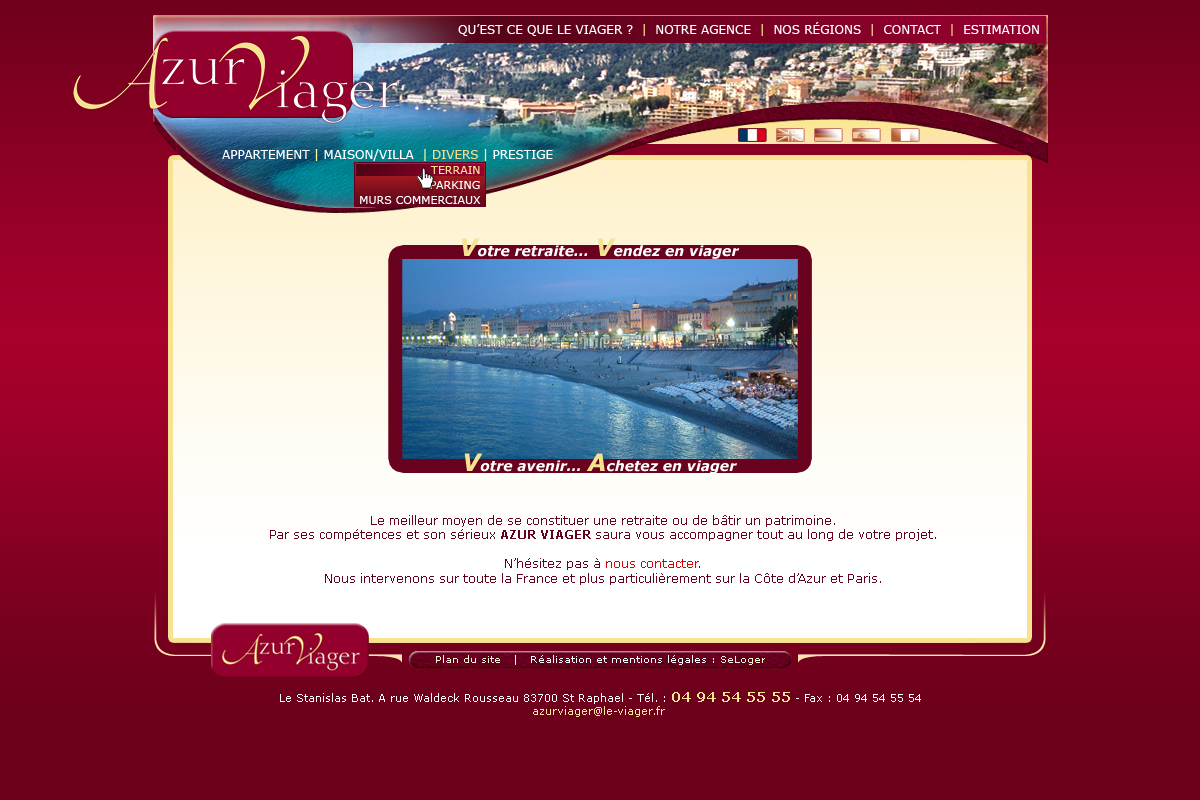 QU'EST CE QUE LE VIAGER ? | NOTRE AGENCE | NOS RÉGIONS | CONTACT | ESTIMATION
Azur Viager
APPARTEMENT | MAISON/VILLA | DIVERS | PRESTIGE
TERRAIN
PARKING
MURS COMMERCIAUX
Votre retraite... Vendez en viager
Votre avenir... Achetez en viager
Le meilleur moyen de se constituer une retraite ou de bâtir un patrimoine.
Par ses compétences et son sérieux AZUR VIAGER saura vous accompagner tout au long de votre projet.
N'hésitez pas à nous contacter.
Nous intervenons sur toute la France et plus particulièrement sur la Côte d'Azur et Paris.
Azur Viager
Plan du site | Réalisation et mentions légales : SeLoger
Le Stanislas Bat. A rue Waldeck Rousseau 83700 St Raphael - Tél. : 04 94 54 55 55 - Fax : 04 94 54 55 54
azurviager@le-viager.fr